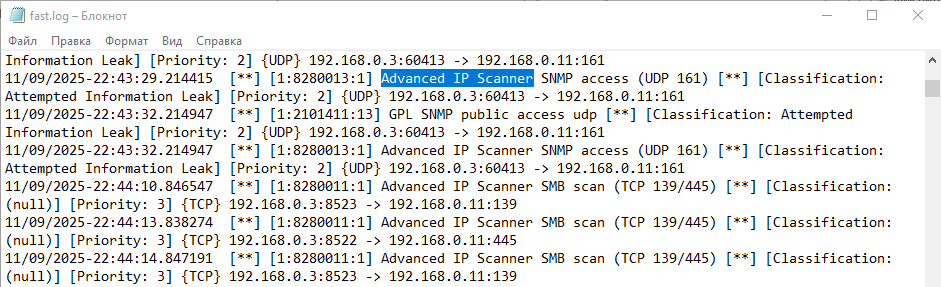 fast.log – Блокнот
Файл Правка Формат Вид Справка
Information Leak] [Priority: 2] {UDP} 192.168.0.3:60413 -> 192.168.0.11:161
11/09/2025-22:43:29.214415  [**] [1:8280013:1] Advanced IP Scanner SNMP access (UDP 161) [**] [Classification:
Attempted Information Leak] [Priority: 2] {UDP} 192.168.0.3:60413 -> 192.168.0.11:161
11/09/2025-22:43:32.214947  [**] [1:2101411:13] GPL SNMP public access udp [**] [Classification: Attempted
Information Leak] [Priority: 2] {UDP} 192.168.0.3:60413 -> 192.168.0.11:161
11/09/2025-22:43:32.214947  [**] [1:8280013:1] Advanced IP Scanner SNMP access (UDP 161) [**] [Classification:
Attempted Information Leak] [Priority: 2] {UDP} 192.168.0.3:60413 -> 192.168.0.11:161
11/09/2025-22:44:10.846547  [**] [1:8280011:1] Advanced IP Scanner SMB scan (TCP 139/445) [**] [Classification:
(null)] [Priority: 3] {TCP} 192.168.0.3:8523 -> 192.168.0.11:139
11/09/2025-22:44:13.838274  [**] [1:8280011:1] Advanced IP Scanner SMB scan (TCP 139/445) [**] [Classification:
(null)] [Priority: 3] {TCP} 192.168.0.3:8522 -> 192.168.0.11:445
11/09/2025-22:44:14.847191  [**] [1:8280011:1] Advanced IP Scanner SMB scan (TCP 139/445) [**] [Classification:
(null)] [Priority: 3] {TCP} 192.168.0.3:8523 -> 192.168.0.11:139